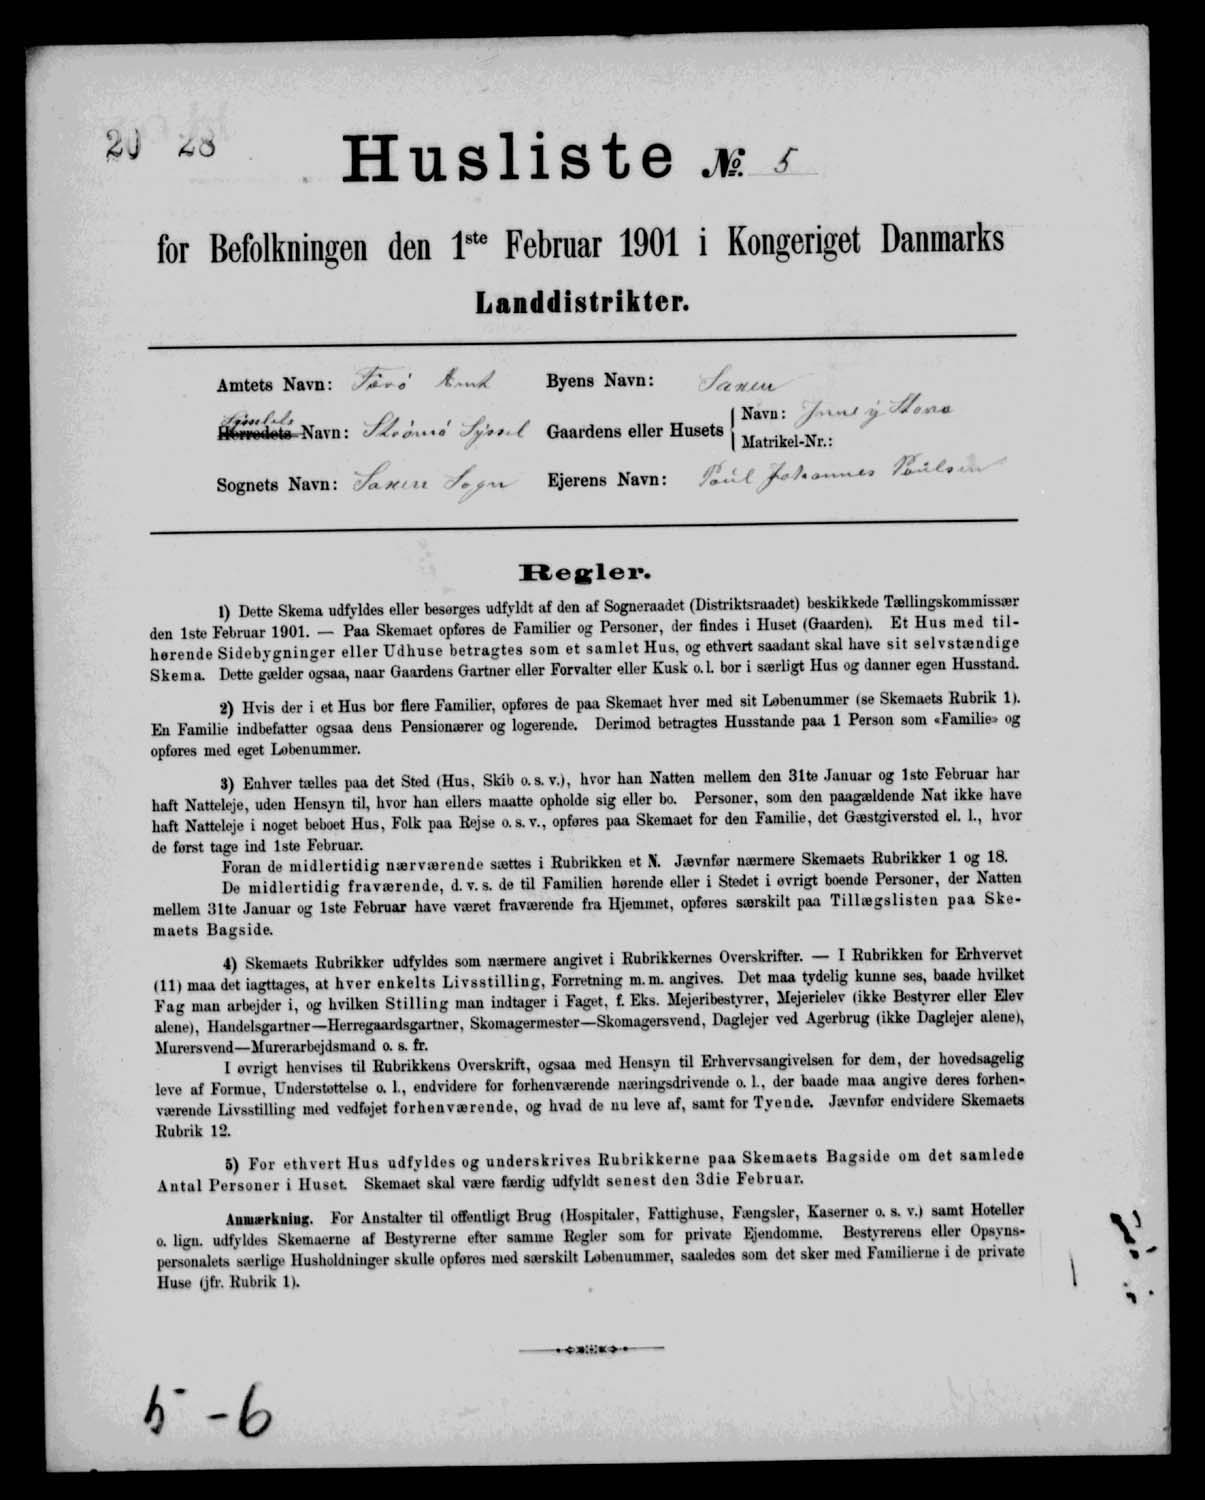 20 28
Husliste № 5
for Befolkningen den 1ste Februar 1901 i Kongeriget Danmarks
Landdistrikter.
Amtets Navn: Færö Amt Byens Navn: Saxen
Syssels
Herredets Navn: Strömö Syssel Gaardens eller Husets Navn: Inni í Stova
Matrikel-Nr.:
Sognets Navn: Saxen Sogn Ejerens Navn: Poul Johannes Poulsen
Regler.
1) Dette Skema udfyldes eller besørges udfyldt af den af Sogneraadet (Distriktsraadet) beskikkede Tællingskommissær
den 1ste Februar 1901. — Paa Skemaet opføres de Familier og Personer, der findes i Huset (Gaarden). Et Hus med til-
hørende Sidebygninger eller Udhuse betragtes som et samlet Hus, og ethvert saadant skal have sit selvstændige
Skema. Dette gælder ogsaa, naar Gaardens Gartner eller Forvalter eller Kusk o. l. bor i særligt Hus og danner egen Husstand.
2) Hvis der i et Hus bor flere Familier, opføres de paa Skemaet hver med sit Løbenummer (se Skemaets Rubrik 1).
En Familie indbefatter ogsaa dens Pensionærer og logerende. Derimod betragtes Husstande paa 1 Person som «Familie» og
opføres med eget Løbenummer.
3) Enhver tælles paa det Sted (Hus, Skib o. s. v.), hvor han Natten mellem den 31te Januar og 1ste Februar har
haft Natteleje, uden Hensyn til, hvor han ellers maatte opholde sig eller bo. Personer, som den paagældende Nat ikke have
haft Natteleje i noget beboet Hus, Folk paa Rejse o. s. v., opføres paa Skemaet for den Familie, det Gæstgiversted el. l., hvor
de først tage ind 1ste Februar.
Foran de midlertidig nærværende sættes i Rubrikken et N. Jævnfør nærmere Skemaets Rubrikker 1 og 18.
De midlertidig fraværende, d. v. s. de til Familien hørende eller i Stedet i øvrigt boende Personer, der Natten
mellem 31te Januar og 1ste Februar have været fraværende fra Hjemmet, opføres særskilt paa Tillægslisten paa Ske-
maets Bagside.
4) Skemaets Rubrikker udfyldes som nærmere angivet i Rubrikkernes Overskrifter. — I Rubrikken for Erhvervet
(11) maa det iagttages, at hver enkelts Livsstilling, Forretning m. m. angives. Det maa tydelig kunne ses, baade hvilket
Fag man arbejder i, og hvilken Stilling man indtager i Faget, f. Eks. Mejeribestyrer, Mejerielev (ikke Bestyrer eller Elev
alene), Handelsgartner—Herregaardsgartner, Skomagermester—Skomagersvend, Daglejer ved Agerbrug (ikke Daglejer alene),
Murersvend—Murerarbejdsmand o. s. fr.
I øvrigt henvises til Rubrikkens Overskrift, ogsaa med Hensyn til Erhvervsangivelsen for dem, der hovedsagelig
leve af Formue, Understøttelse o. l., endvidere for forhenværende næringsdrivende o. l., der baade maa angive deres forhen-
værende Livsstilling med vedføjet forhenværende, og hvad de nu leve af, samt for Tyende. Jævnfør endvidere Skemaets
Rubrik 12.
5) For ethvert Hus udfyldes og underskrives Rubrikkerne paa Skemaets Bagside om det samlede
Antal Personer i Huset. Skemaet skal være færdig udfyldt senest den 3die Februar.
Anmærkning. For Anstalter til offentligt Brug (Hospitaler, Fattighuse, Fængsler, Kaserner o. s. v.) samt Hoteller
o. lign. udfyldes Skemaerne af Bestyrerne efter samme Regler som for private Ejendomme. Bestyrerens eller Opsyns-
personalets særlige Husholdninger skulle opføres med særskilt Løbenummer, saaledes som det sker med Familierne i de private
Huse (jfr. Rubrik 1).
5 - 6